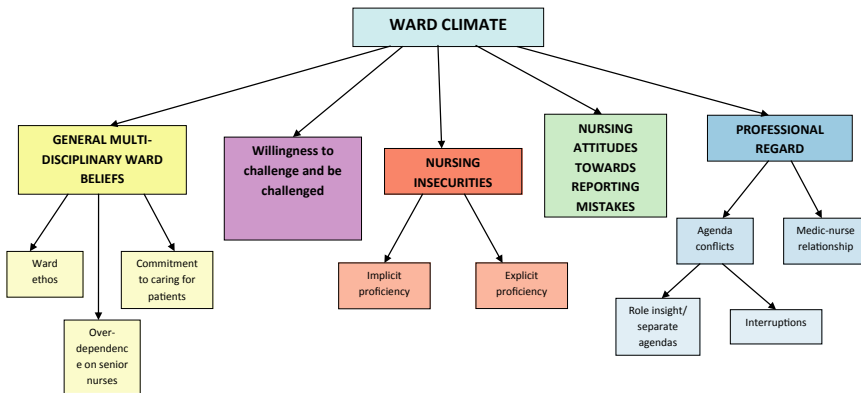 WARD CLIMATE
GENERAL MULTI-
DISCIPLINARY WARD
BELIEFS
Willingness to
challenge and be
challenged
NURSING
INSECURITIES
NURSING
ATTITUDES
TOWARDS
REPORTING
MISTAKES
PROFESSIONAL
REGARD
Ward
ethos
Over-
dependenc
e on senior
nurses
Commitment
to caring for
patients
Implicit
proficiency
Explicit
proficiency
Agenda
conflicts
Medic-nurse
relationship
Role insight/
separate
agendas
Interruptions